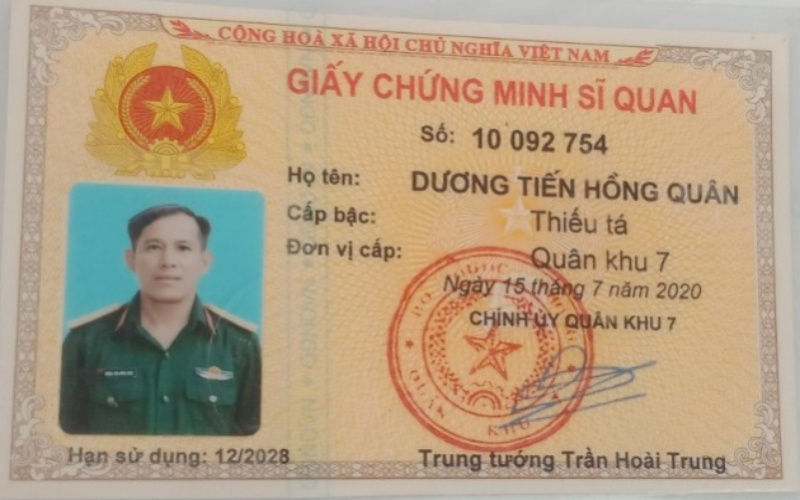 CỘNG HOÀ XÃ HỘI CHỦ NGHĨA VIỆT NAM
GIẤY CHỨNG MINH SĨ QUAN
Số: 10 092 754
Họ tên: DƯƠNG TIẾN HỒNG QUÂN
Cấp bậc: Thiếu tá
Đơn vị cấp: Quân khu 7
Ngày 15 tháng 7 năm 2020
CHÍNH ỦY QUÂN KHU 7
QUÂN KHU
Hạn sử dụng: 12/2028
Trung tướng Trần Hoài Trung